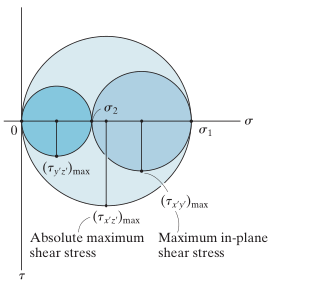 τ
σ₂
σ
0
σ₁
(τy′z′)max
(τx′y′)max
(τx′z′)max
Absolute maximum
shear stress
Maximum in-plane
shear stress
τ